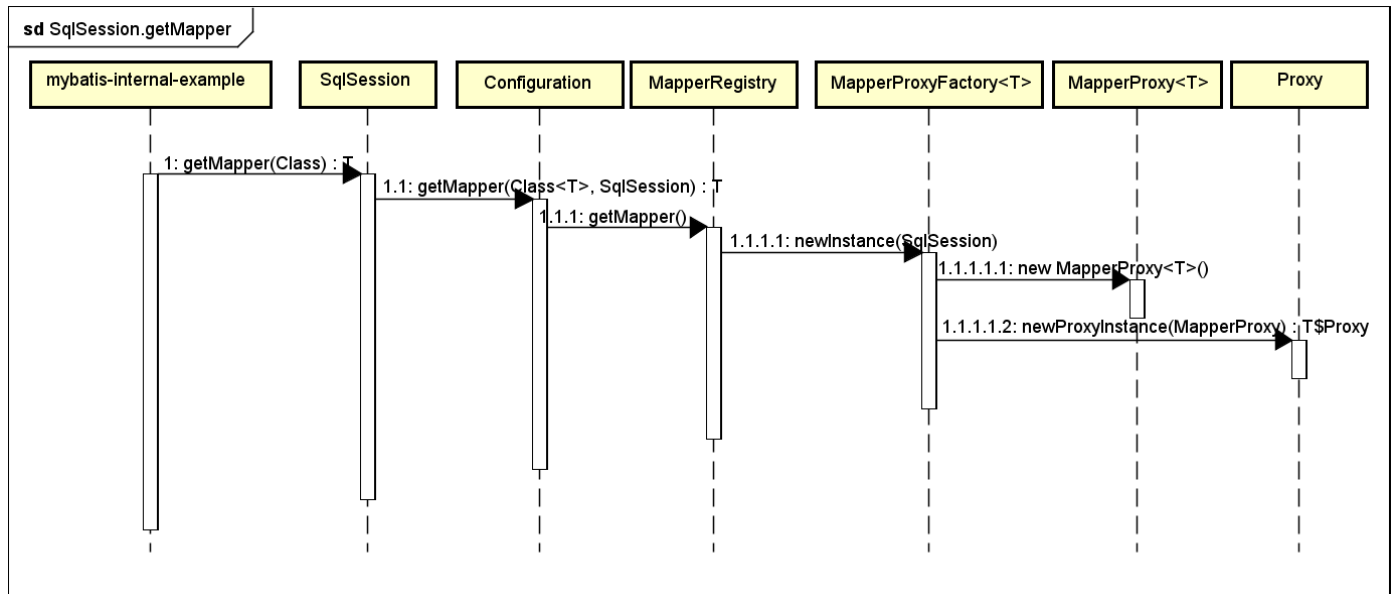 sd SqlSession.getMapper
mybatis-internal-example
SqlSession
Configuration
MapperRegistry
MapperProxyFactory<T>
MapperProxy<T>
Proxy
1: getMapper(Class) : T
1.1: getMapper(Class<T>, SqlSession) : T
1.1.1: getMapper()
1.1.1.1: newInstance(SqlSession)
1.1.1.1.1: new MapperProxy<T>()
1.1.1.1.2: newProxyInstance(MapperProxy) : T$Proxy